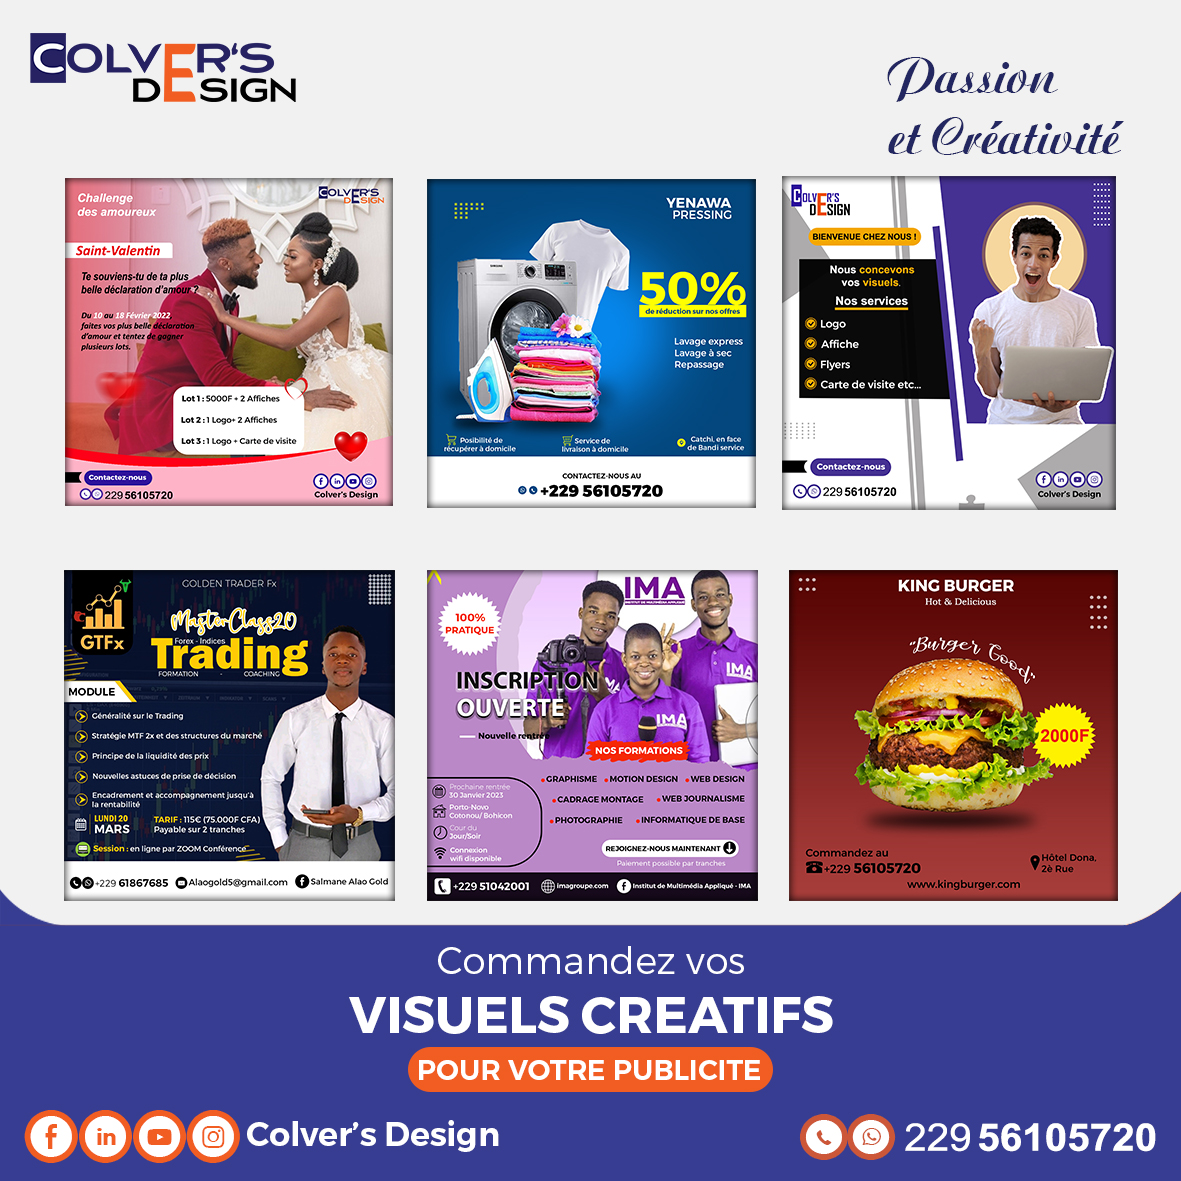 COLVER'S
DESIGN
Passion
et Créativité
Challenge
des amoureux
COLVER'S
DESIGN
Saint-Valentin
Te souviens-tu de ta plus
belle déclaration d'amour ?
Du 10 au 18 Février 2022
faites vos plus belle déclaration
d'amour et tentez de gagner
plusieurs lots.
Lot 1 : 5000F + 2 Affiches
Lot 2 : 1 Logo+ 2 Affiches
Lot 3 : 1 Logo + Carte de visite
Contactez-nous
229 56105720
Colver's Design
YENAWA
PRESSING
SAMSUNG
50%
de réduction sur nos offres
Lavage express
Lavage à sec
Repassage
Posibilité de
récupérer à domicile
Service de
livraison à domicile
Catchi, en face
de Bandi service
CONTACTEZ-NOUS AU
+229 56105720
COLVER'S
DESIGN
BIENVENUE CHEZ NOUS !
Nous concevons
vos visuels.
Nos services
Logo
Affiche
Flyers
Carte de visite etc...
Contactez-nous
229 56105720
Colver's Design
GTFx
GOLDEN TRADER Fx
MasterClass2.0
Forex - Indices
Trading
FORMATION - COACHING
MODULE
Généralité sur le Trading
Stratégie MTF 2x et des structures du marché
Principe de la liquidité des prix
Nouvelles astuces de prise de décision
Encadrement et accompagnement jusqu'à
la rentabilité
LUNDI 20
MARS
TARIF : 115€ (75.000F CFA)
Payable sur 2 tranches
Session : en ligne par ZOOM Conférence
+229 61867685
Alaogold5@gmail.com
Salmane Alao Gold
100%
PRATIQUE
IMA
INSTITUT DE MULTIMÉDIA APPLIQUÉ
IMA
IMA
INSCRIPTION
OUVERTE
Nouvelle rentrée
NOS FORMATIONS
GRAPHISME
MOTION DESIGN
WEB DESIGN
CADRAGE MONTAGE
WEB JOURNALISME
PHOTOGRAPHIE
INFORMATIQUE DE BASE
Prochaine rentrée
30 Janvier 2023
Porto-Novo
Cotonou/ Bohicon
Cour du
Jour/Soir
Connexion
wifi disponible
REJOIGNEZ-NOUS MAINTENANT
Paiement possible par tranches
+229 51042001
imagroupe.com
Institut de Multimédia Appliqué - IMA
KING BURGER
Hot & Delicious
"Burger Good"
2000F
Commandez au
+229 56105720
Hôtel Dona,
2è Rue
www.kingburger.com
Commandez vos
VISUELS CREATIFS
POUR VOTRE PUBLICITE
Colver's Design
229 56105720